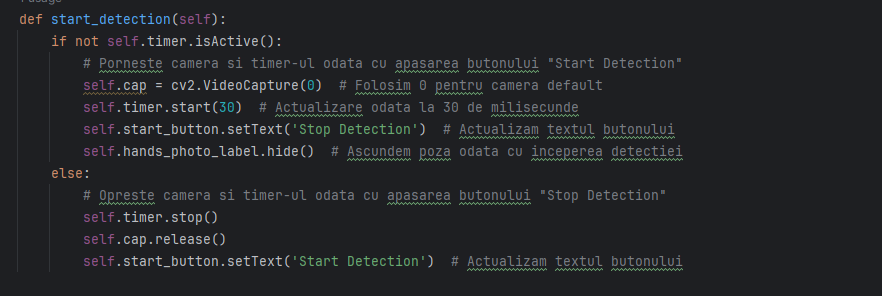 def start_detection(self):
    if not self.timer.isActive():
        # Porneste camera si timer-ul odata cu apasarea butonului "Start Detection"
        self.cap = cv2.VideoCapture(0)  # Folosim 0 pentru camera default
        self.timer.start(30)  # Actualizare odata la 30 de milisecunde
        self.start_button.setText('Stop Detection')  # Actualizam textul butonului
        self.hands_photo_label.hide()  # Ascundem poza odata cu inceperea detectiei
    else:
        # Opreste camera si timer-ul odata cu apasarea butonului "Stop Detection"
        self.timer.stop()
        self.cap.release()
        self.start_button.setText('Start Detection')  # Actualizam textul butonului